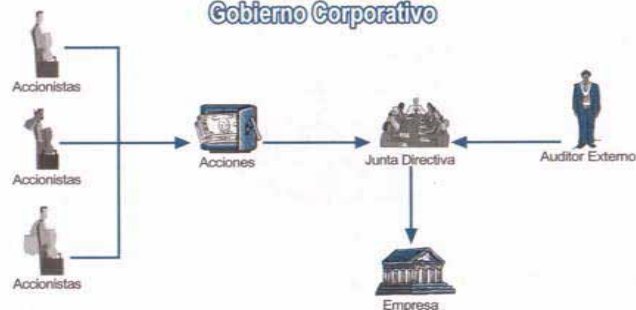 Gobierno Corporativo
Accionistas
Accionistas
Accionistas
Acciones
Junta Directiva
Auditor Externo
Empresa